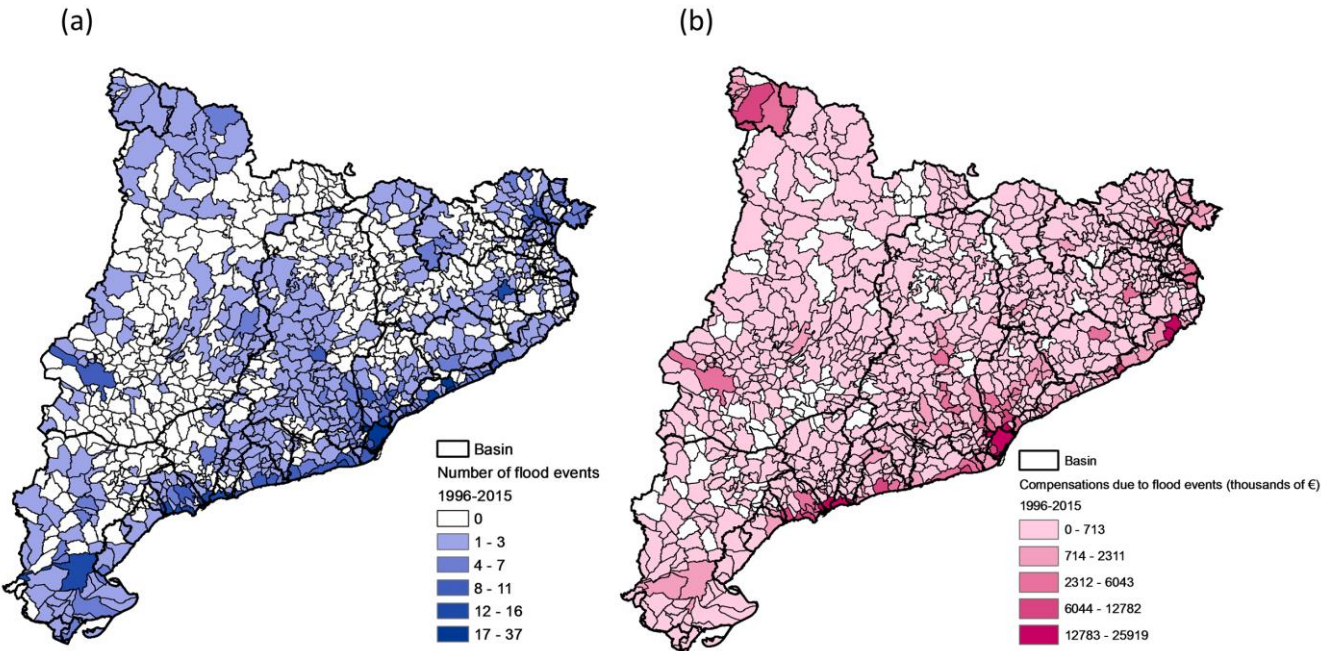 (a)
(b)
Basin
Number of flood events
1996-2015
0
1 - 3
4 - 7
8 - 11
12 - 16
17 - 37
Basin
Compensations due to flood events (thousands of €)
1996-2015
0 - 713
714 - 2311
2312 - 6043
6044 - 12782
12783 - 25919